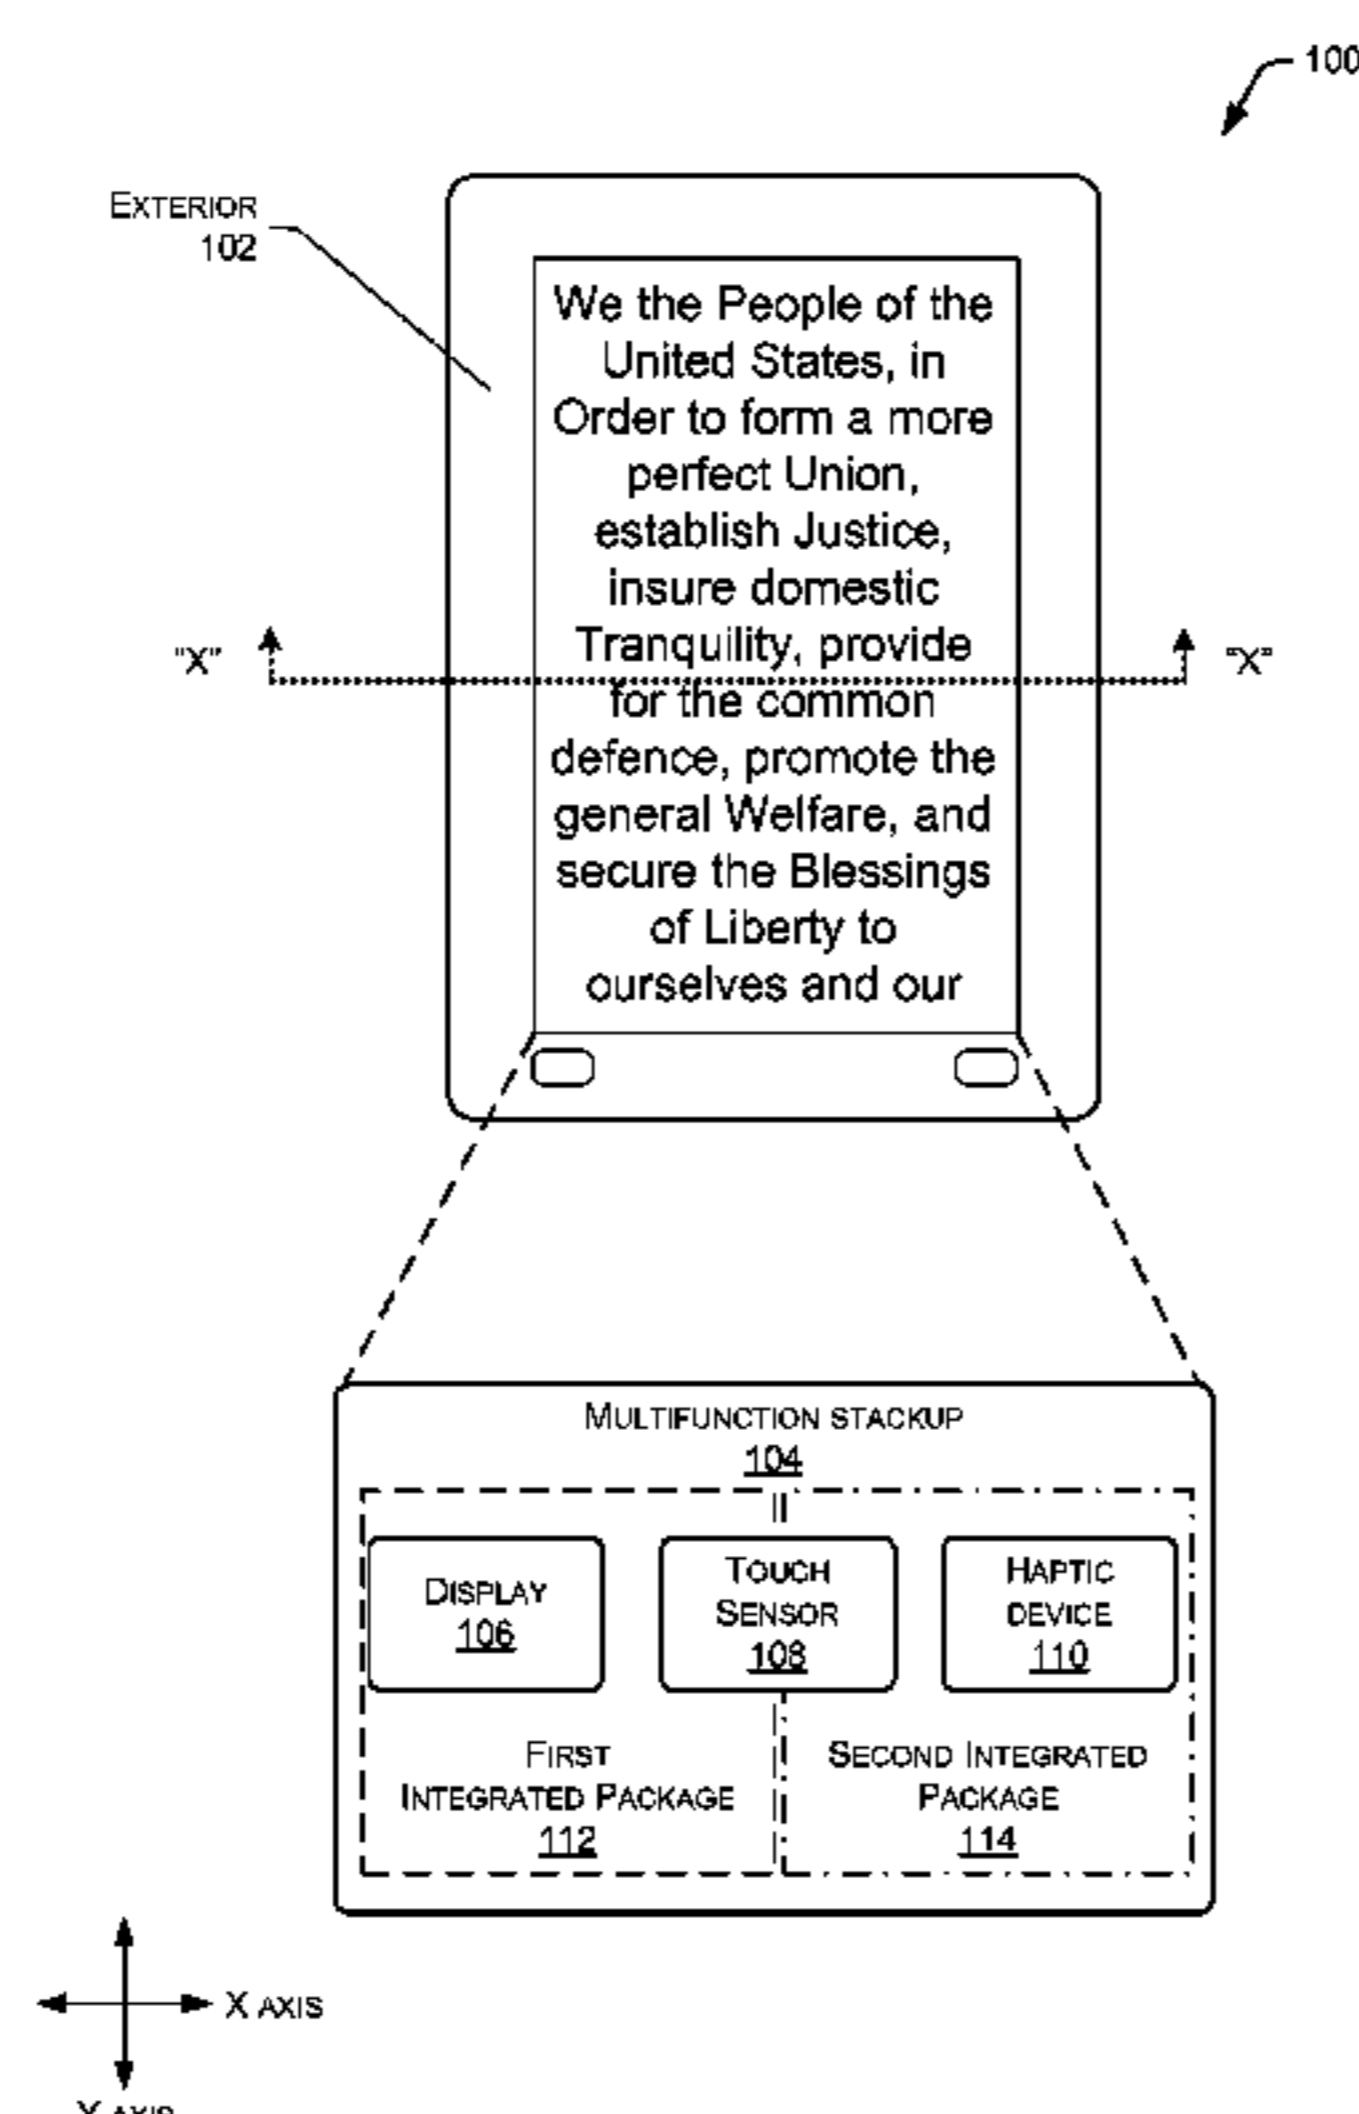 100
EXTERIOR
102
We the People of the
United States, in
Order to form a more
perfect Union,
establish Justice,
insure domestic
Tranquility, provide
for the common
defence, promote the
general Welfare, and
secure the Blessings
of Liberty to
ourselves and our
"X"
"X"
MULTIFUNCTION STACKUP
104
DISPLAY
106
TOUCH
SENSOR
108
HAPTIC
DEVICE
110
FIRST
INTEGRATED PACKAGE
112
SECOND INTEGRATED
PACKAGE
114
X AXIS
Y AXIS